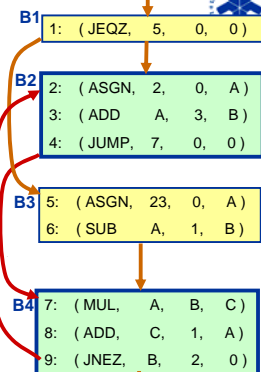 B1
1: ( JEQZ, 5, 0, 0)
B2
2: ( ASGN, 2, 0, A)
3: ( ADD A, 3, B)
4: ( JUMP, 7, 0, 0)
B3
5: ( ASGN, 23, 0, A)
6: ( SUB A, 1, B)
B4
7: ( MUL, A, B, C)
8: ( ADD, C, 1, A)
9: ( JNEZ, B, 2, 0)